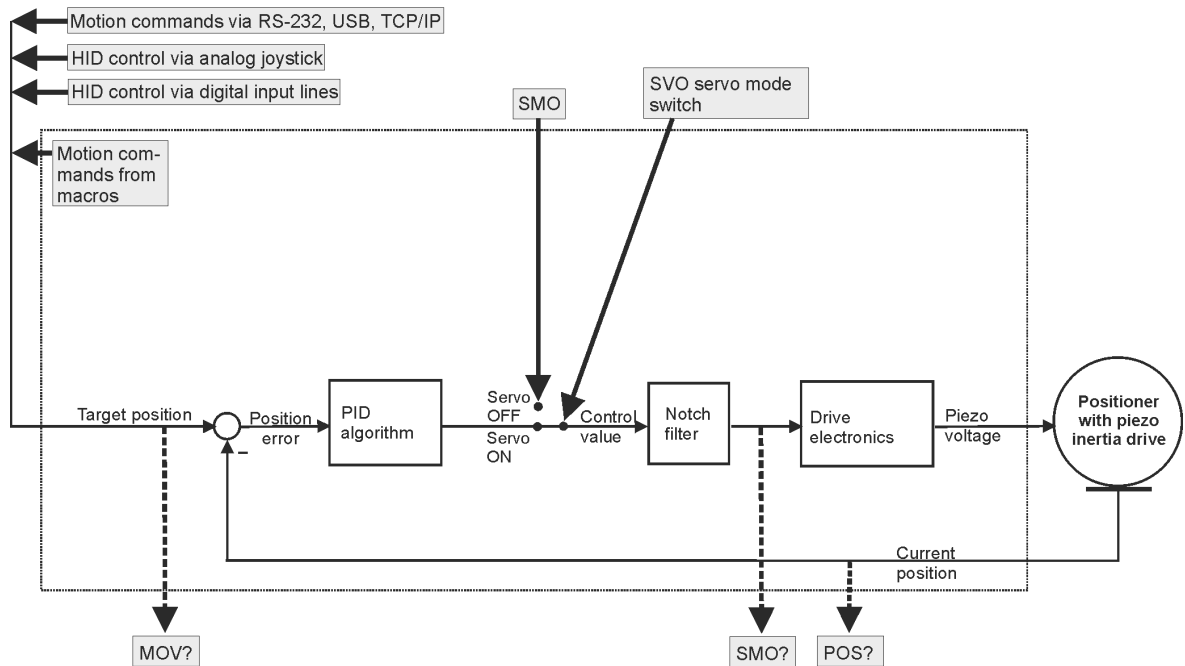 Motion commands via RS-232, USB, TCP/IP
HID control via analog joystick
HID control via digital input lines
SMO
SVO servo mode
switch
Motion com-
mands from
macros
Target position
Position
error
PID
algorithm
Servo
OFF
Servo
ON
Control
value
Notch
filter
Drive
electronics
Piezo
voltage
Positioner
with piezo
inertia drive
–
Current
position
MOV?
SMO?
POS?